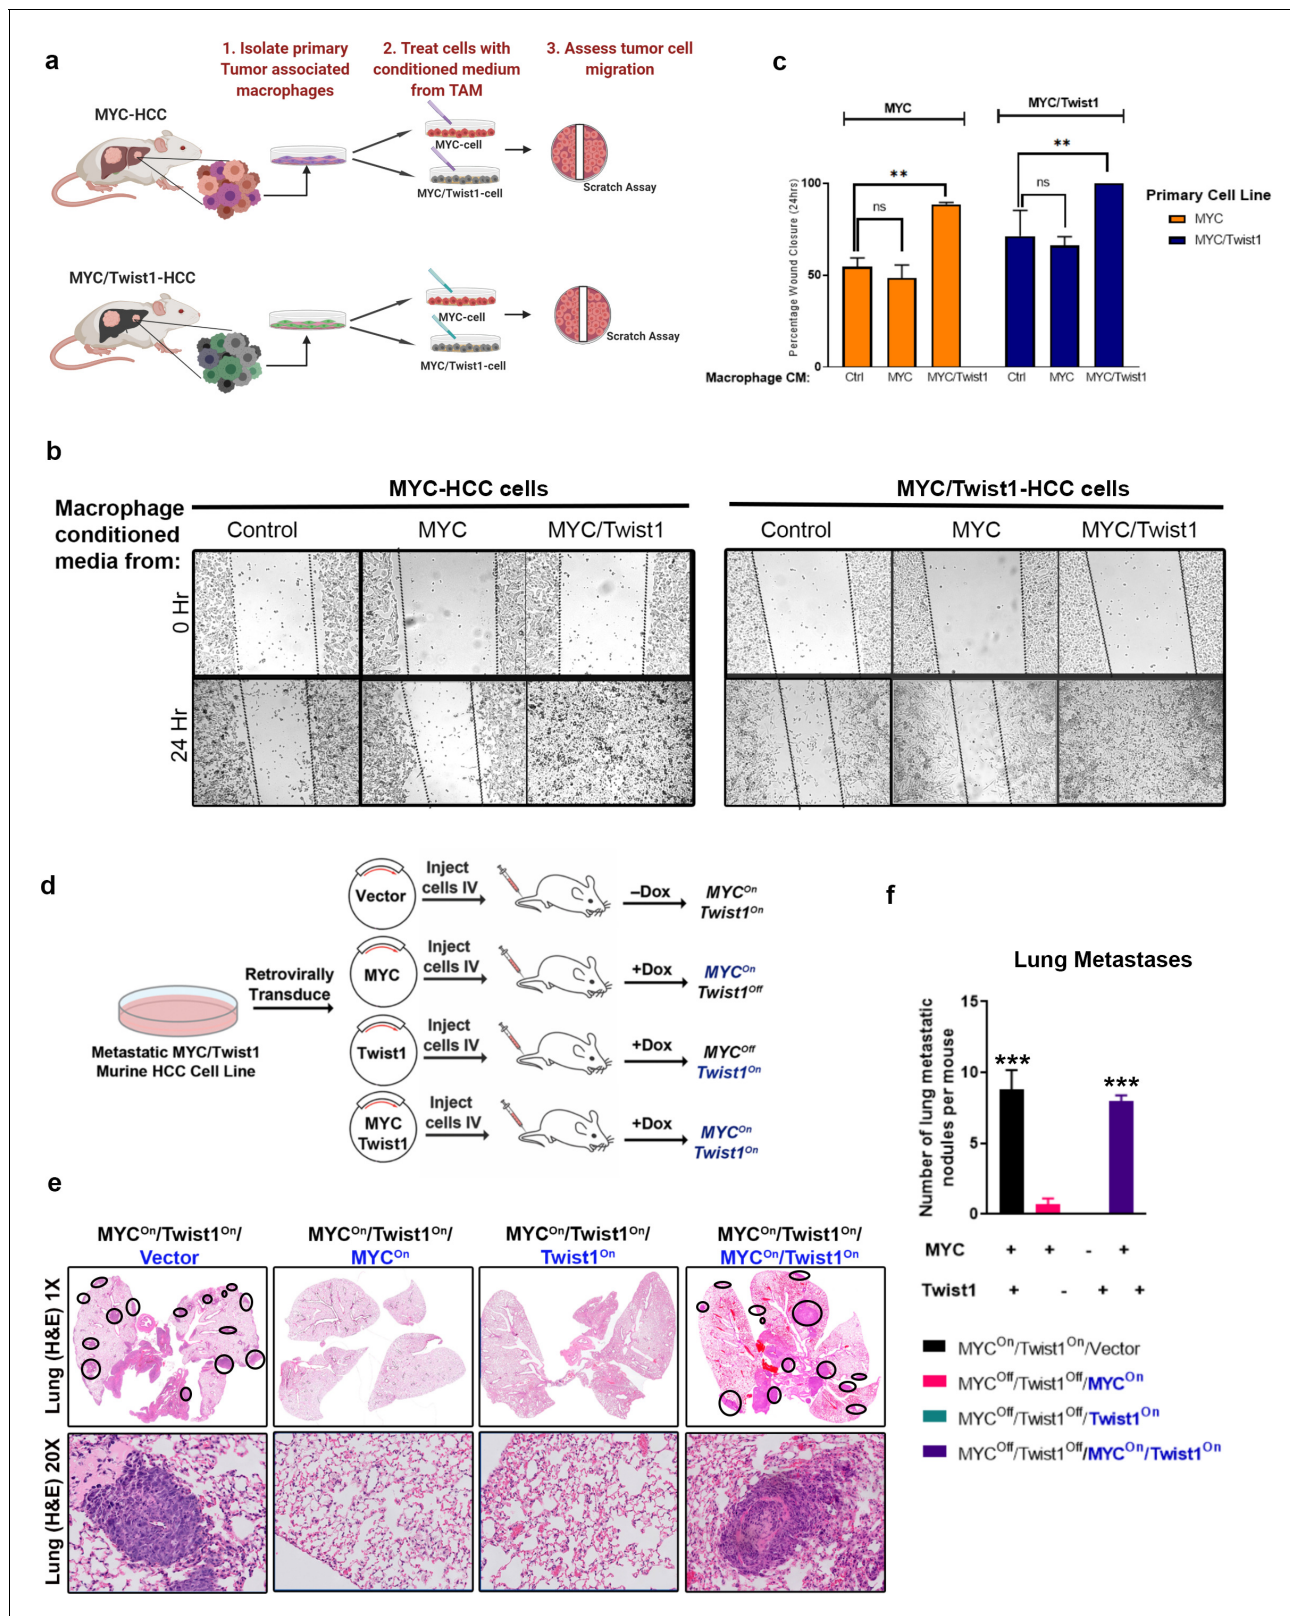 a
1. Isolate primary
Tumor associated
macrophages
2. Treat cells with
conditioned medium
from TAM
3. Assess tumor cell
migration
MYC-HCC
MYC-cell
MYC/Twist1-cell
Scratch Assay
MYC/Twist1-HCC
MYC-cell
MYC/Twist1-cell
Scratch Assay
c
MYC
MYC/Twist1
**
**
ns
ns
100
50
0
Percentage Wound Closure (24hrs)
Primary Cell Line
MYC
MYC/Twist1
Macrophage CM:
Ctrl
MYC
MYC/Twist1
Ctrl
MYC
MYC/Twist1
b
MYC-HCC cells
MYC/Twist1-HCC cells
Macrophage
conditioned
media from:
Control
MYC
MYC/Twist1
Control
MYC
MYC/Twist1
0 Hr
24 Hr
d
Metastatic MYC/Twist1
Murine HCC Cell Line
Retrovirally
Transduce
Vector
Inject
cells IV
–Dox
MYCOn
Twist1On
MYC
Inject
cells IV
+Dox
MYCOn
Twist1Off
Twist1
Inject
cells IV
+Dox
MYCOff
Twist1On
MYC
Twist1
Inject
cells IV
+Dox
MYCOn
Twist1On
e
MYCOn/Twist1On/
Vector
MYCOn/Twist1On/
MYCOn
MYCOn/Twist1On/
Twist1On
MYCOn/Twist1On/
MYCOn/Twist1On
Lung (H&E) 1X
Lung (H&E) 20X
f
Lung Metastases
Number of lung metastatic
nodules per mouse
15
10
5
0
***
***
MYC + + - +
Twist1 + - + +
MYCOn/Twist1On/Vector
MYCOff/Twist1Off/MYCOn
MYCOff/Twist1Off/Twist1On
MYCOff/Twist1Off/MYCOn/Twist1On